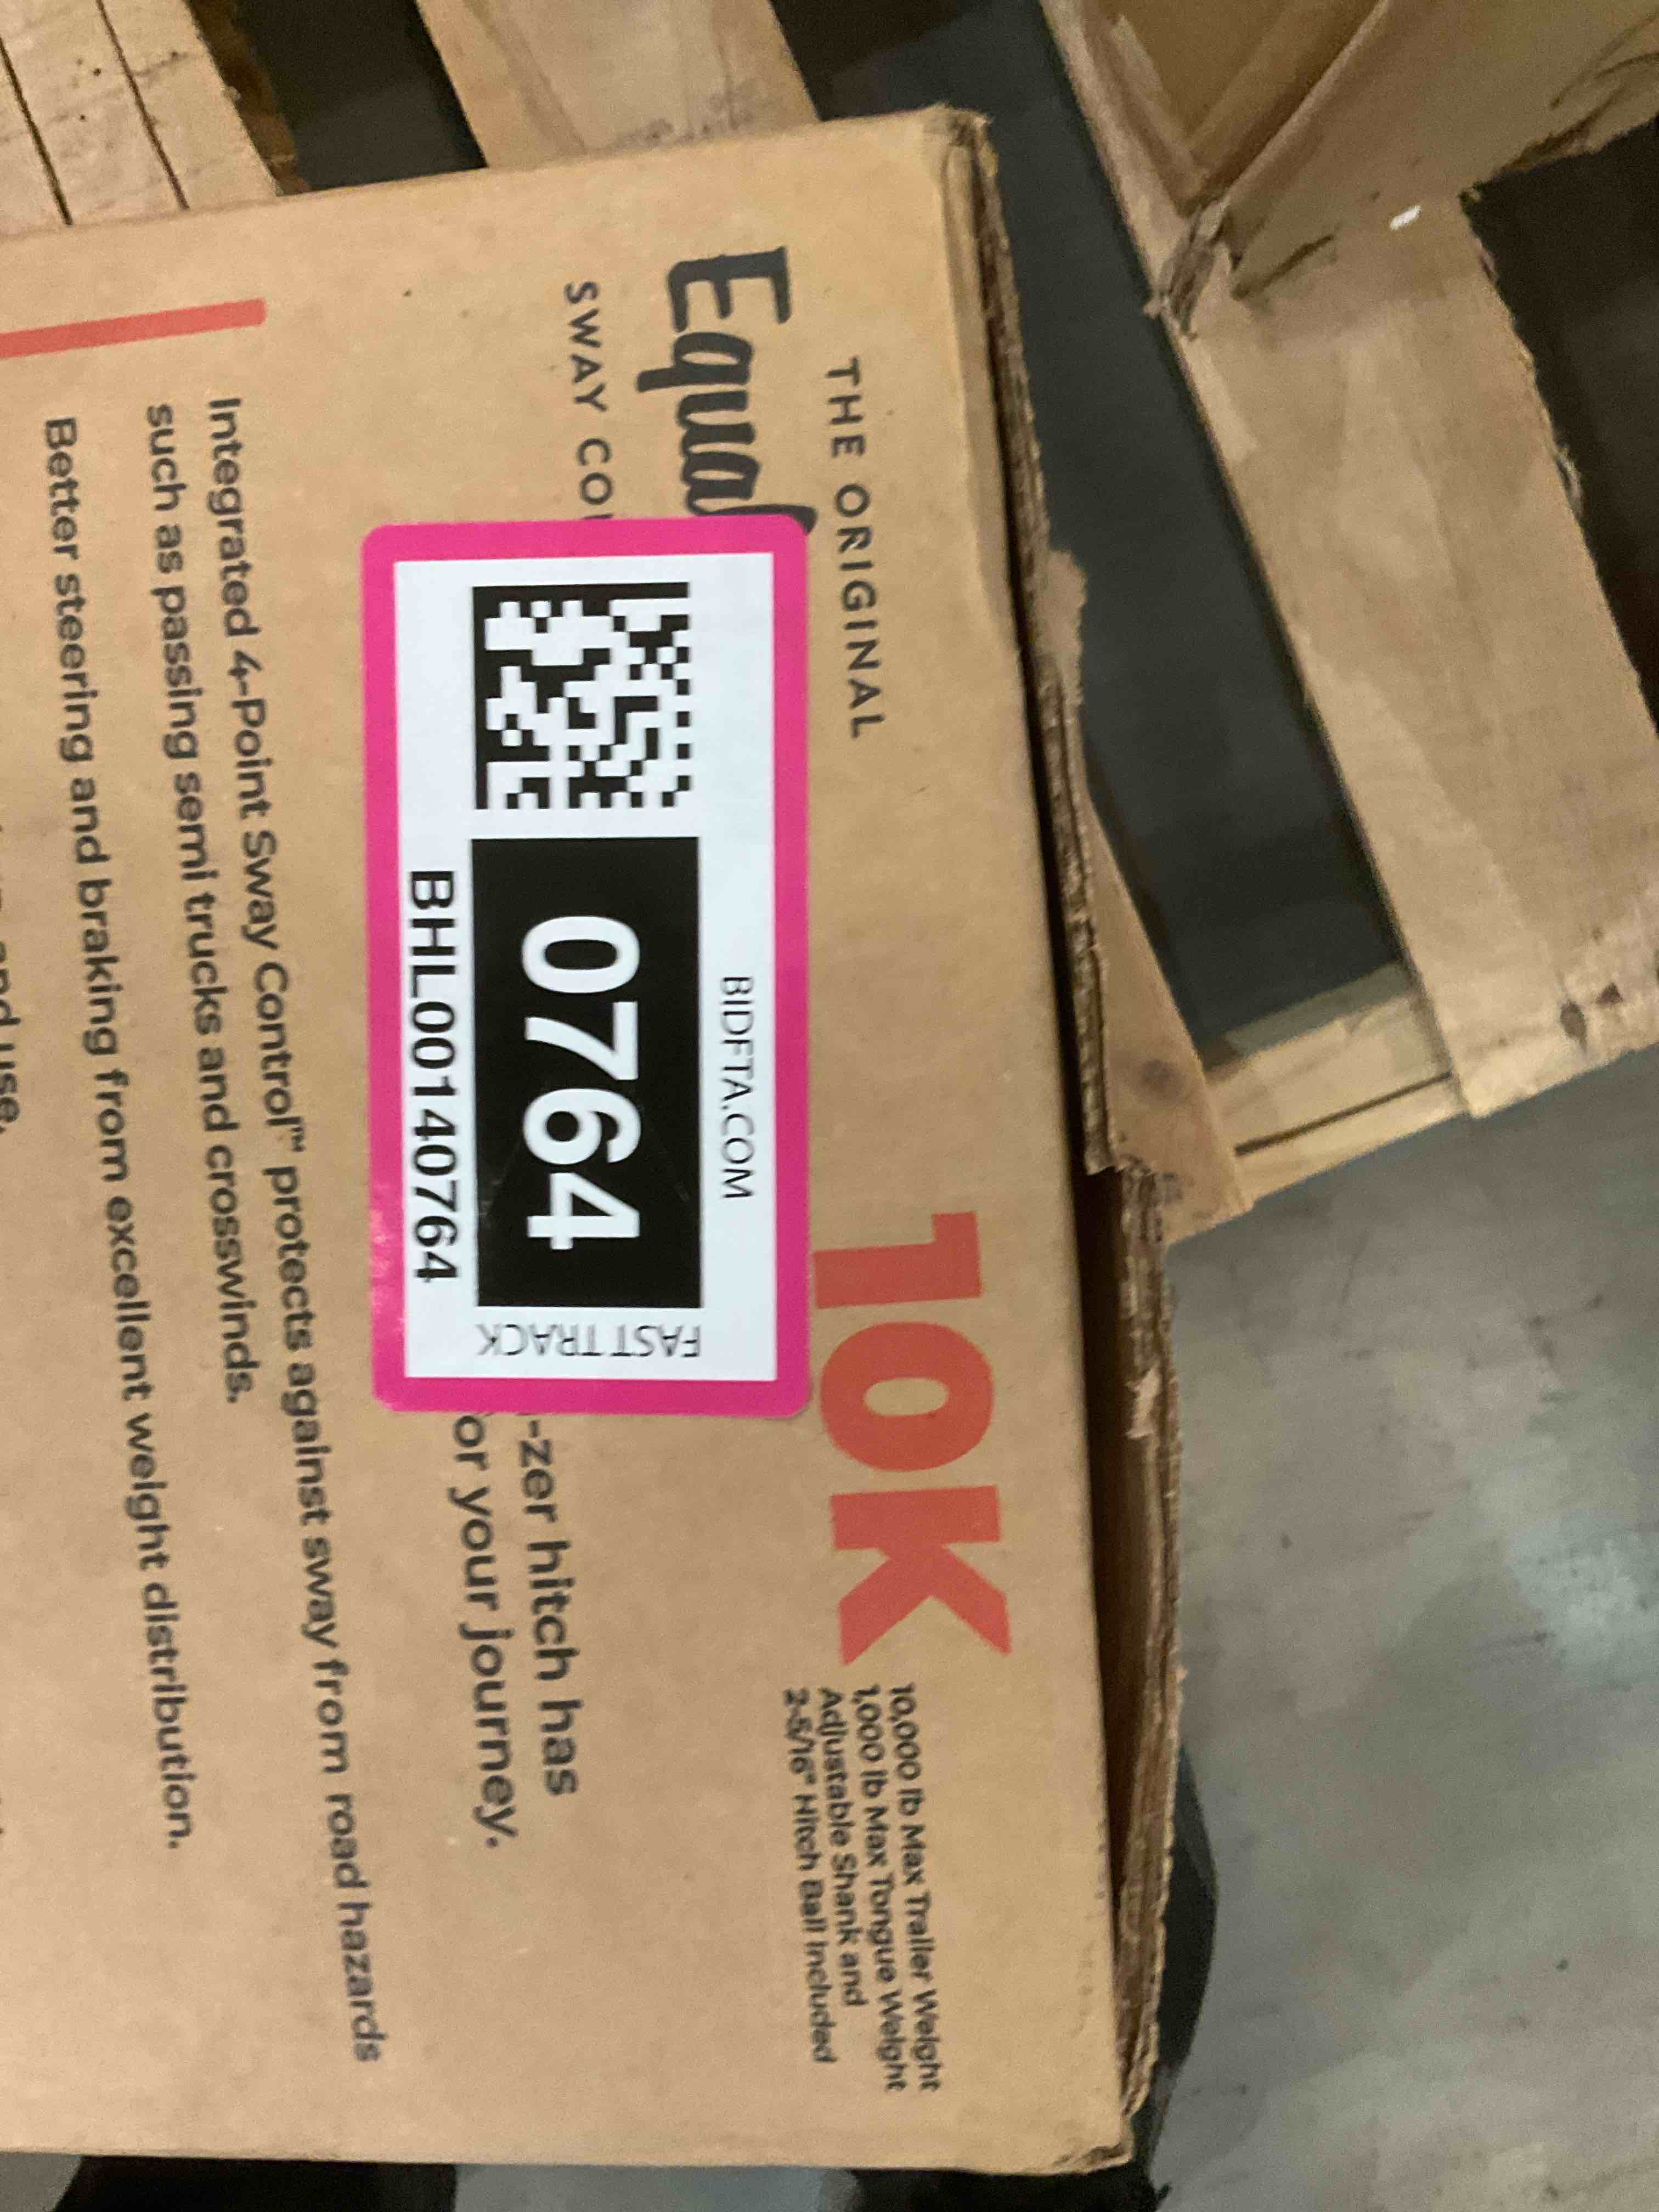 THE ORIGINAL
Equal
SWAY
10K
10,000 lb Max Trailer Weight
1,000 lb Max Tongue Weight
Adjustable Shank and
2-5/16" Hitch Ball Included
BIDFTA.COM
0764
BHL00140764
FAST TRACK
-zer hitch has
or your journey.
Integrated 4-Point Sway Control™ protects against sway from road hazards
such as passing semi trucks and crosswinds.
Better steering and braking from excellent weight distribution.
and use.